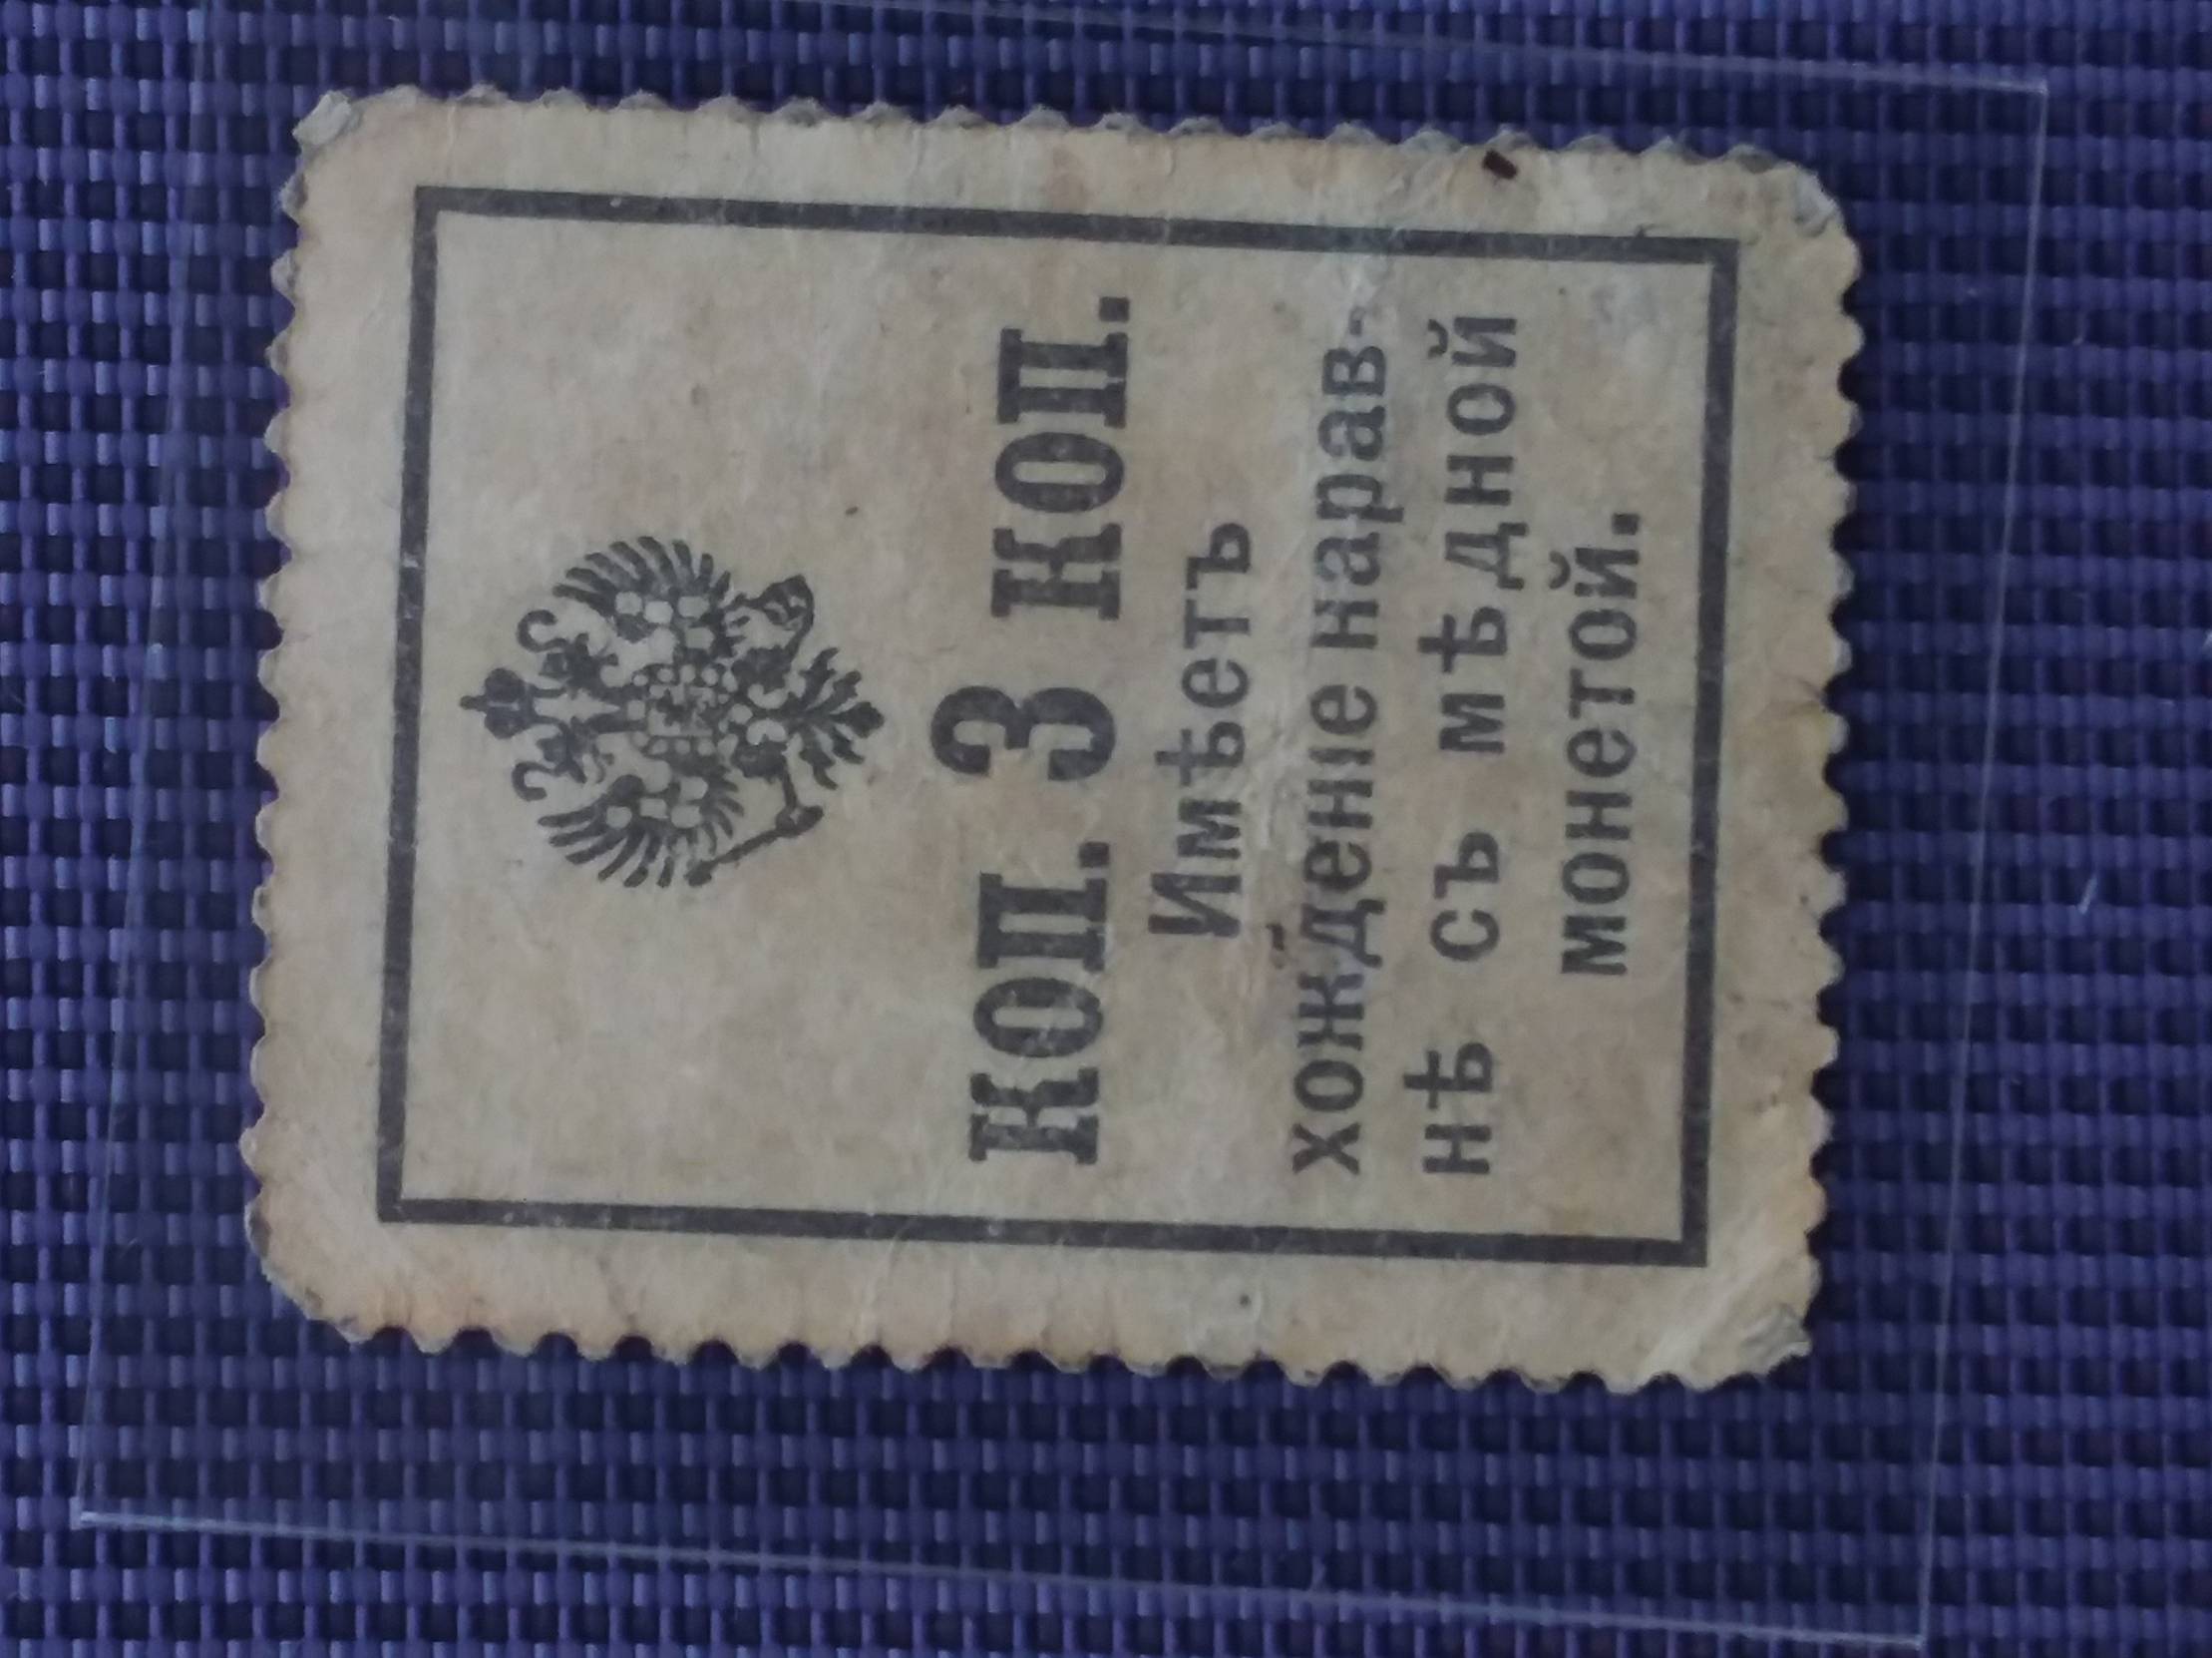 КОП. 3 КОП.
Имѣетъ
хожденіе нарав-
нѣ съ мѣдной
монетой.